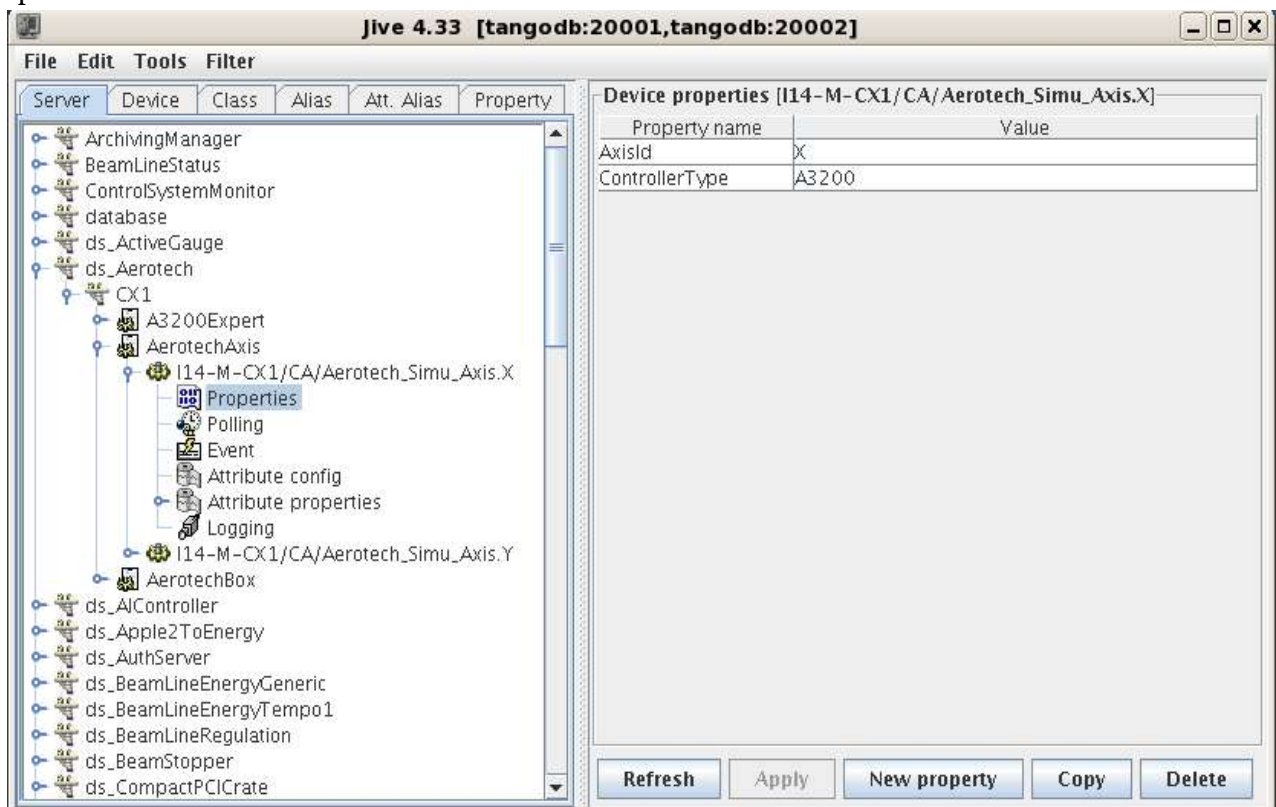 Jive 4.33 [tangodb:20001,tangodb:20002]
File Edit Tools Filter
Server Device Class Alias Att. Alias Property
ArchivingManager
BeamLineStatus
ControlSystemMonitor
database
ds_ActiveGauge
ds_Aerotech
CX1
A3200Expert
AerotechAxis
I14-M-CX1/CA/Aerotech_Simu_Axis.X
Properties
Polling
Event
Attribute config
Attribute properties
Logging
I14-M-CX1/CA/Aerotech_Simu_Axis.Y
AerotechBox
ds_AIController
ds_Apple2ToEnergy
ds_AuthServer
ds_BeamLineEnergyGeneric
ds_BeamLineEnergyTempo1
ds_BeamLineRegulation
ds_BeamStopper
ds_CompactPCICrate
Device properties [I14-M-CX1/CA/Aerotech_Simu_Axis.X]
Property name Value
AxisId X
ControllerType A3200
Refresh Apply New property Copy Delete